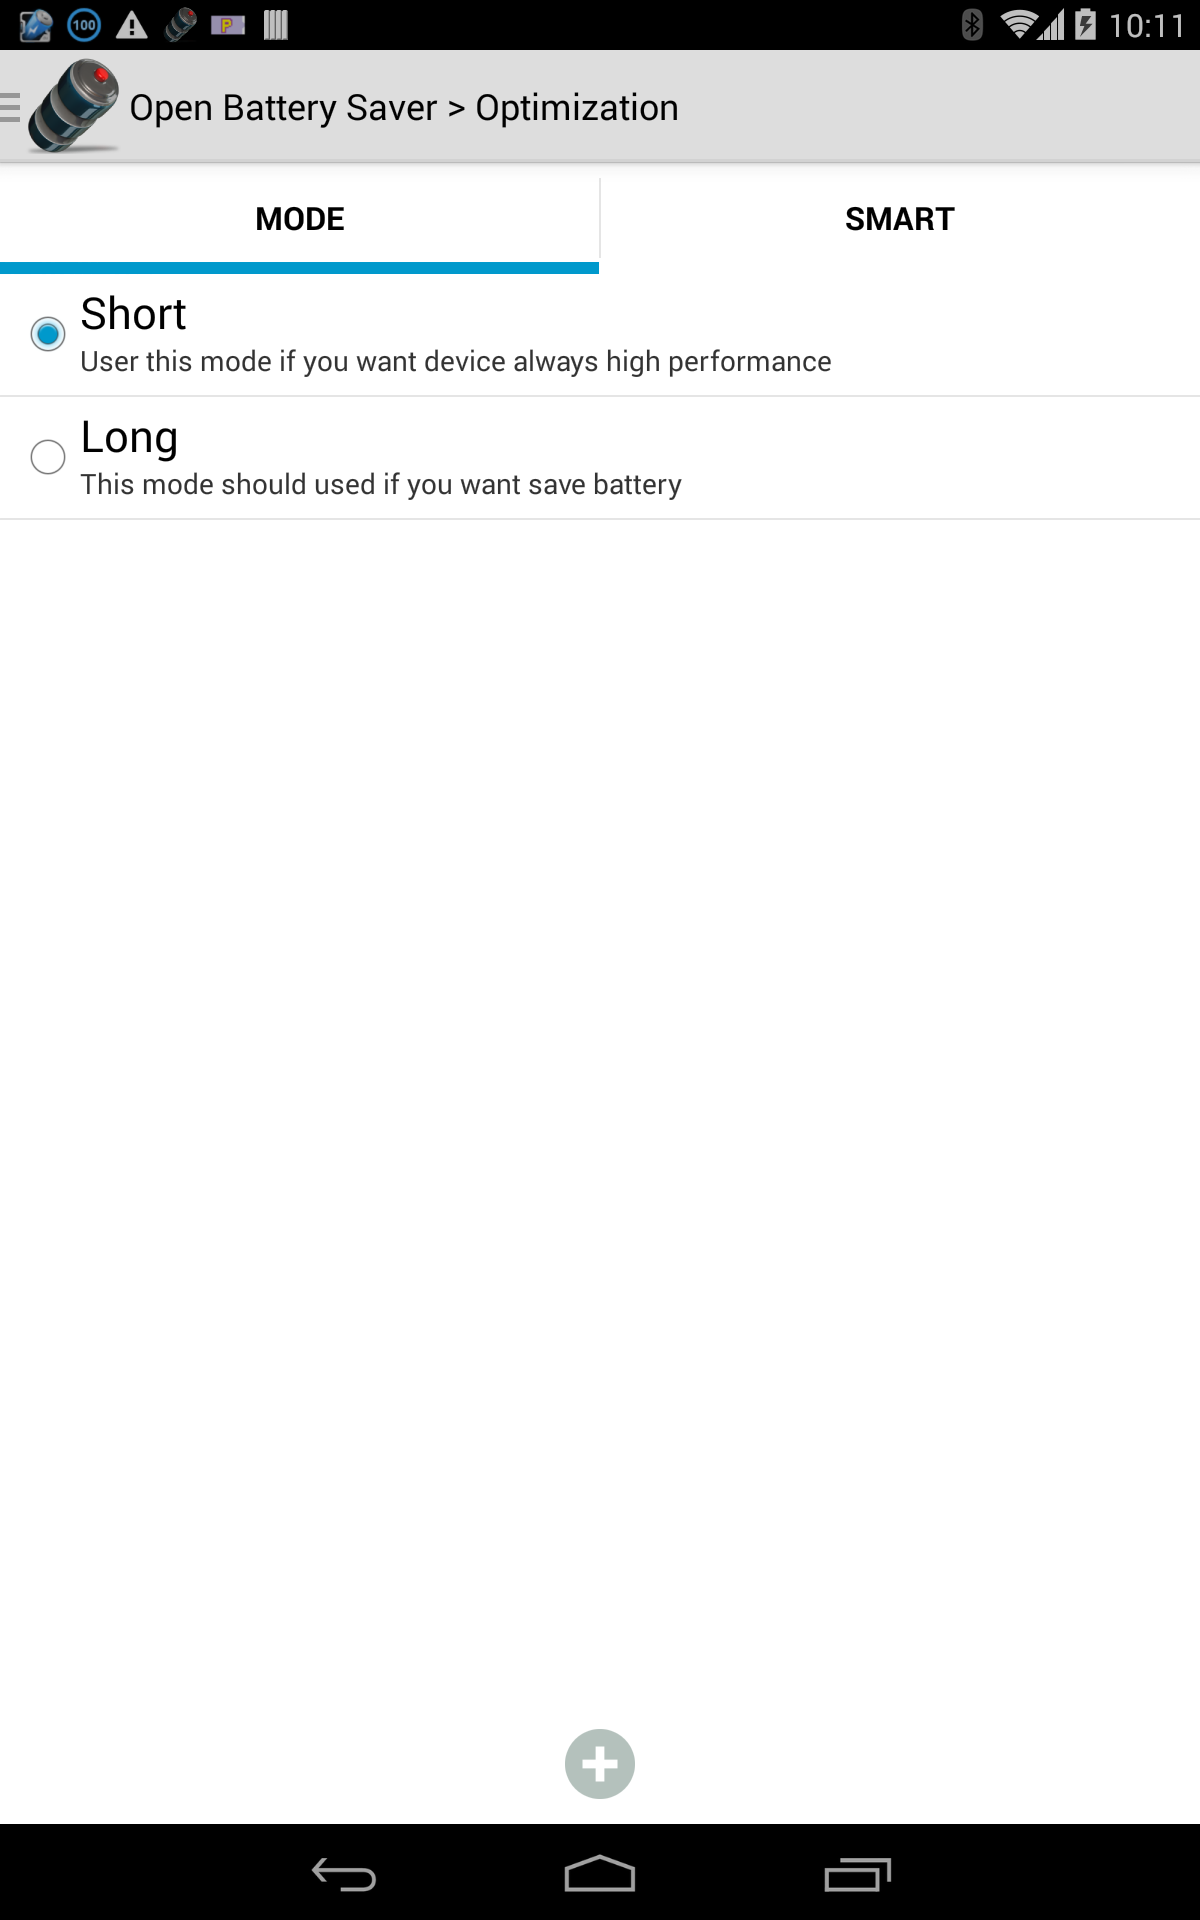 100
P
10:11
Open Battery Saver > Optimization
MODE
SMART
Short
User this mode if you want device always high performance
Long
This mode should used if you want save battery